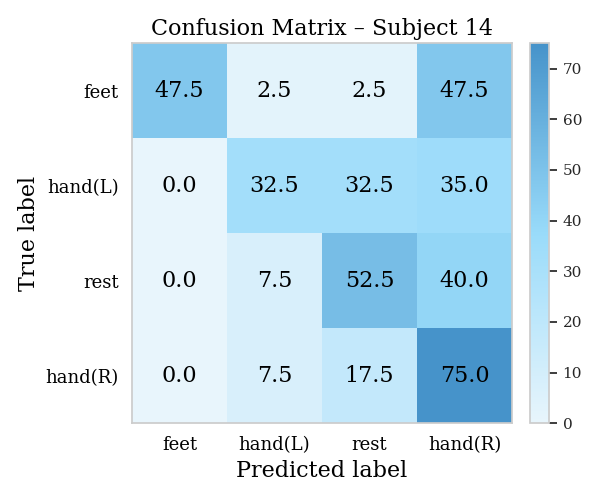 Confusion Matrix – Subject 14
feet 47.5 2.5 2.5 47.5
hand(L) 0.0 32.5 32.5 35.0
rest 0.0 7.5 52.5 40.0
hand(R) 0.0 7.5 17.5 75.0
feet hand(L) rest hand(R)
Predicted label
True label
70
60
50
40
30
20
10
0